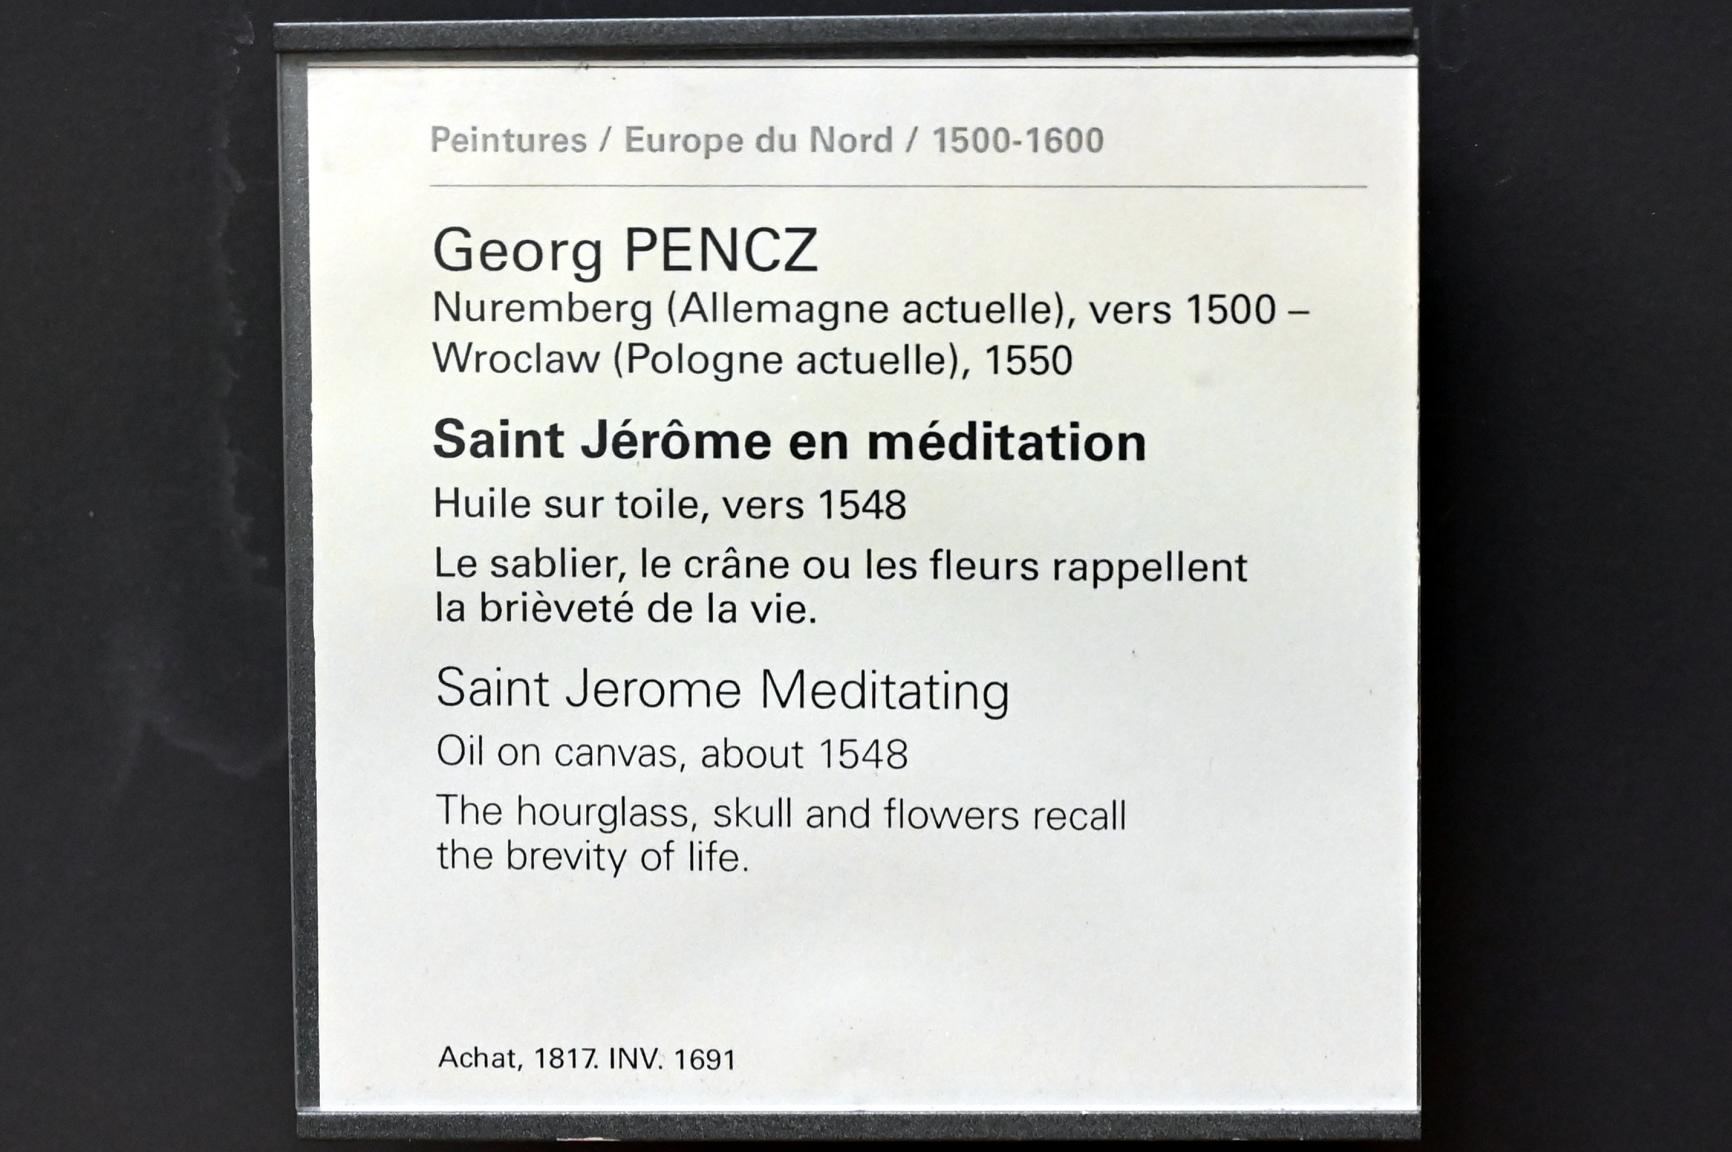 Peintures / Europe du Nord / 1500-1600
Georg PENCZ
Nuremberg (Allemagne actuelle), vers 1500 –
Wroclaw (Pologne actuelle), 1550
Saint Jérôme en méditation
Huile sur toile, vers 1548
Le sablier, le crâne ou les fleurs rappellent
la brièveté de la vie.
Saint Jerome Meditating
Oil on canvas, about 1548
The hourglass, skull and flowers recall
the brevity of life.
Achat, 1817. INV. 1691